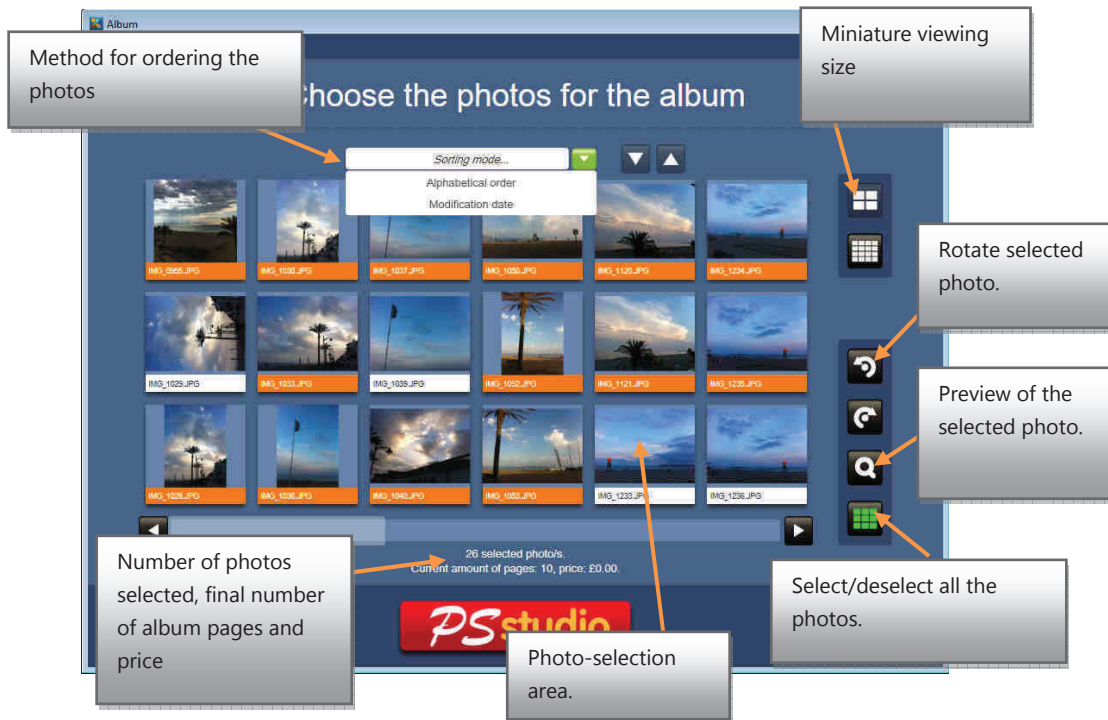 Album
Method for ordering the
photos
Miniature viewing
size
Choose the photos for the album
Sorting mode...
Alphabetical order
Modification date
IMG_0955.JPG
IMG_1030.JPG
IMG_1037.JPG
IMG_1050.JPG
IMG_1120.JPG
IMG_1234.JPG
Rotate selected
photo.
IMG_1029.JPG
IMG_1033.JPG
IMG_1039.JPG
IMG_1052.JPG
IMG_1121.JPG
IMG_1235.JPG
Preview of the
selected photo.
IMG_1028.JPG
IMG_1036.JPG
IMG_1040.JPG
IMG_1053.JPG
IMG_1233.JPG
IMG_1236.JPG
26 selected photo/s.
Current amount of pages: 10, price: £0.00.
Number of photos
selected, final number
of album pages and
price
Select/deselect all the
photos.
PS studio
Photo-selection
area.